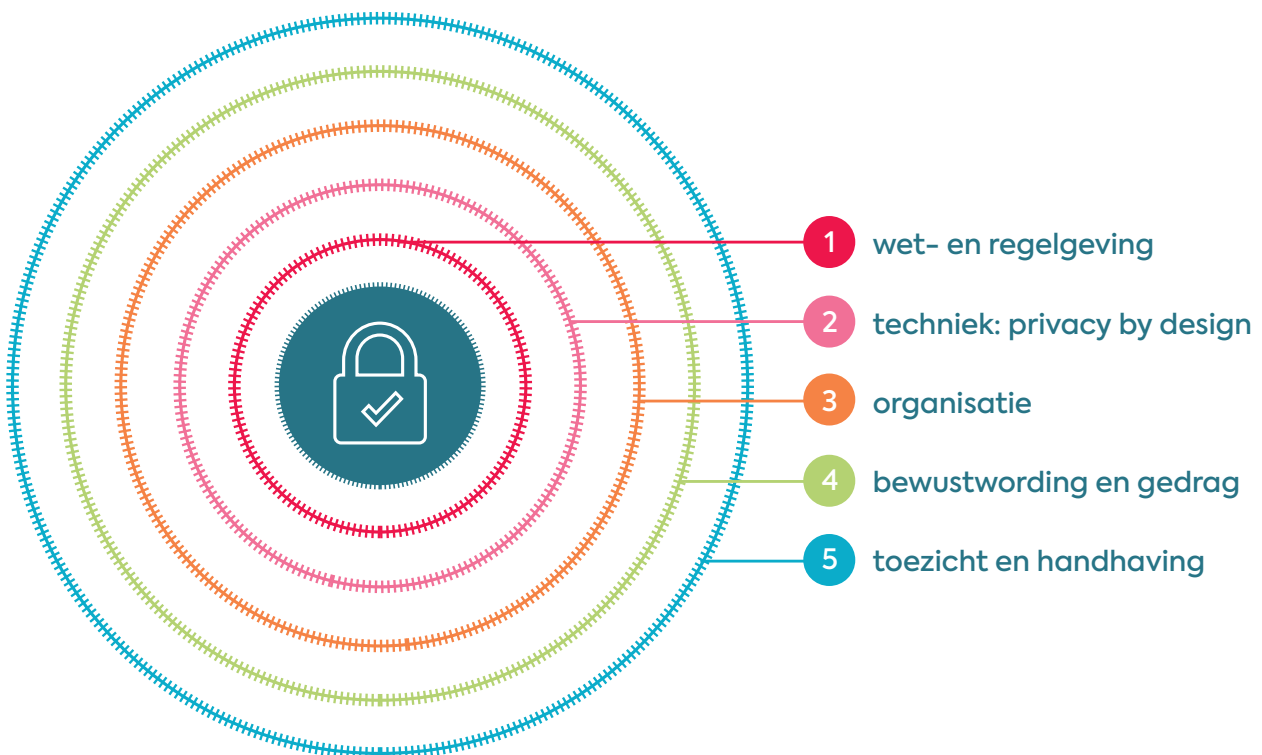 1 wet- en regelgeving
2 techniek: privacy by design
3 organisatie
4 bewustwording en gedrag
5 toezicht en handhaving